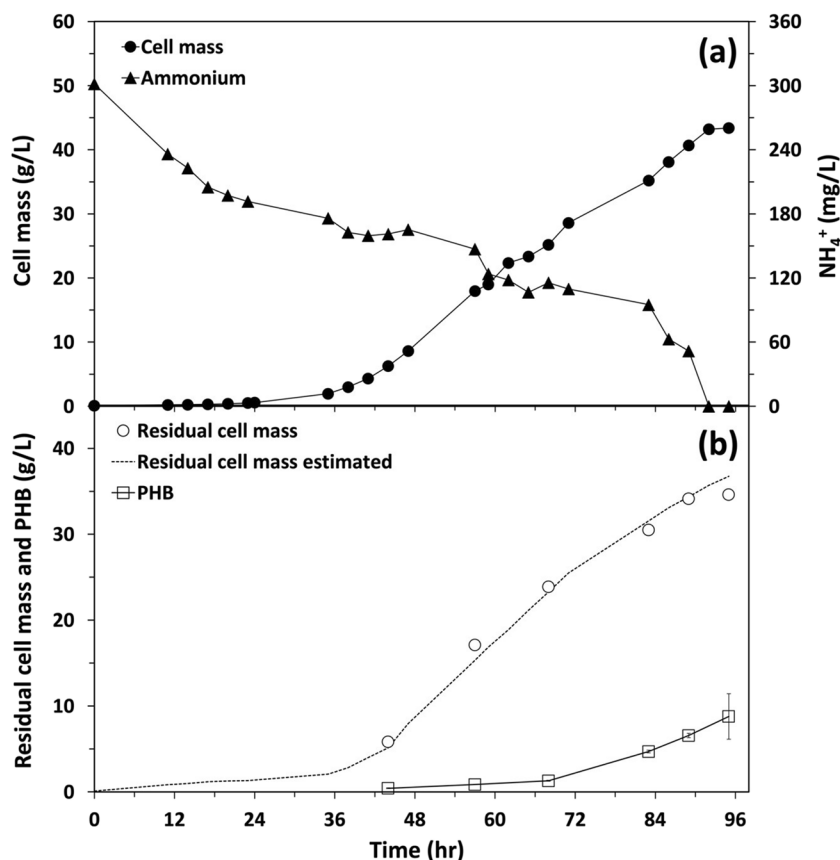 60 360
Cell mass (a)
50 Ammonium 300
40 240
30 180
20 120
10 60
0 0
Cell mass (g/L)
NH4+ (mg/L)
Residual cell mass (b)
40 Residual cell mass estimated
PHB
30
20
10
0
Residual cell mass and PHB (g/L)
0 12 24 36 48 60 72 84 96
Time (hr)